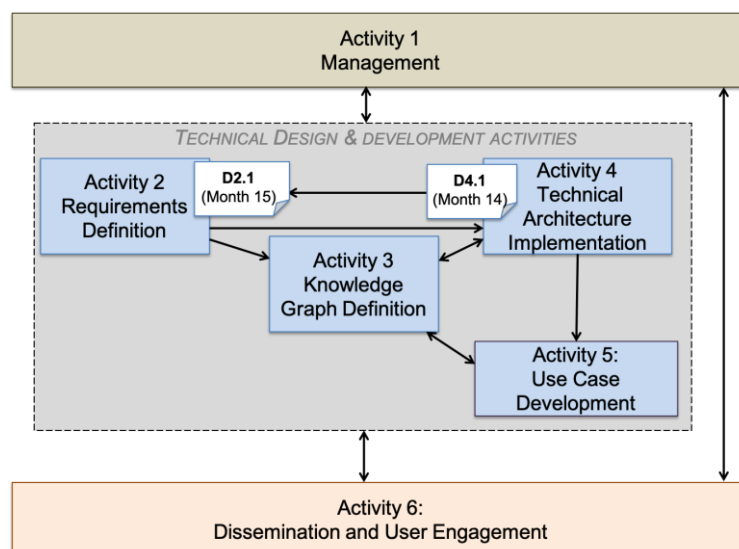 Activity 1
Management
TECHNICAL DESIGN & DEVELOPMENT ACTIVITIES
Activity 2
Requirements
Definition
D2.1
(Month 15)
D4.1
(Month 14)
Activity 4
Technical
Architecture
Implementation
Activity 3
Knowledge
Graph Definition
Activity 5:
Use Case
Development
Activity 6:
Dissemination and User Engagement